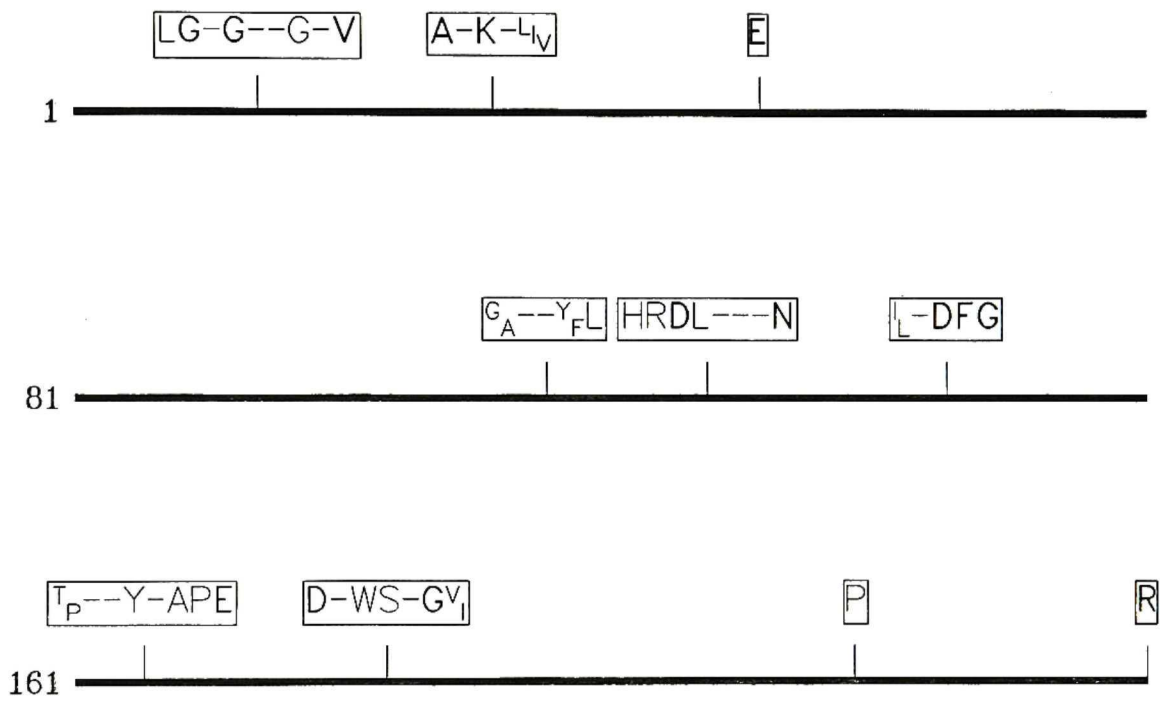 LG-G--G-V A-K-LIV E
1
GA--YFL HRDL---N IL-DFG
81
TP---Y-APE D-WS-GVI P R
161